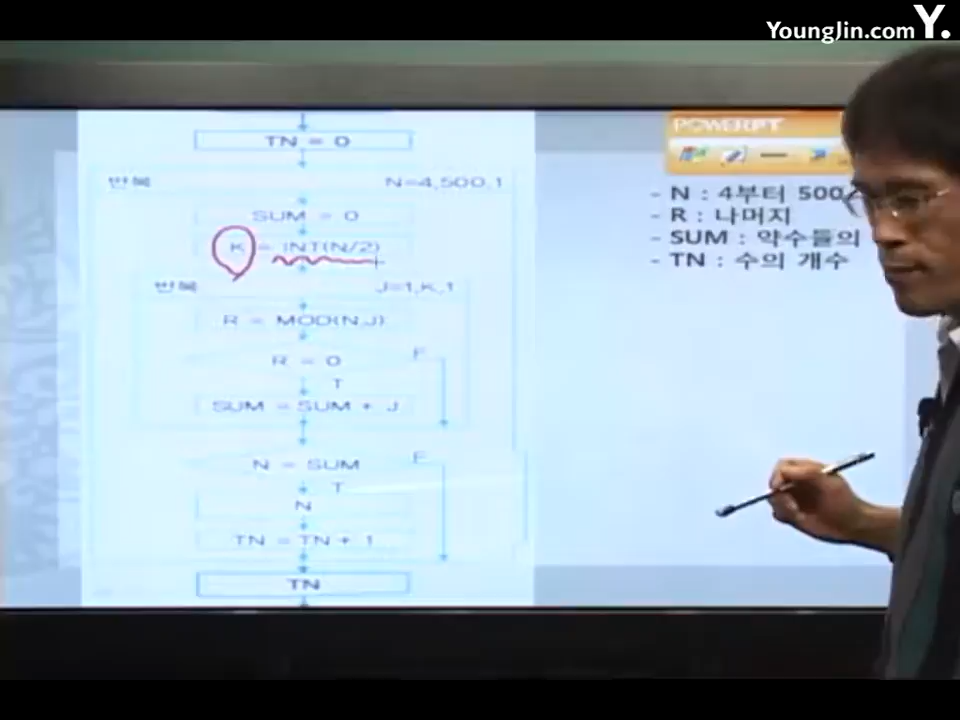 YoungJin.com Y.
TN = 0
반복 N=4,500,1
SUM = 0
K = INT(N/2)
반복 J=1,K,1
R = MOD(N,J)
R = 0 F
T
SUM = SUM + J
N = SUM F
T
N
TN = TN + 1
TN
POWERPT
- N : 4부터 500
- R : 나머지
- SUM : 약수들의
- TN : 수의 개수